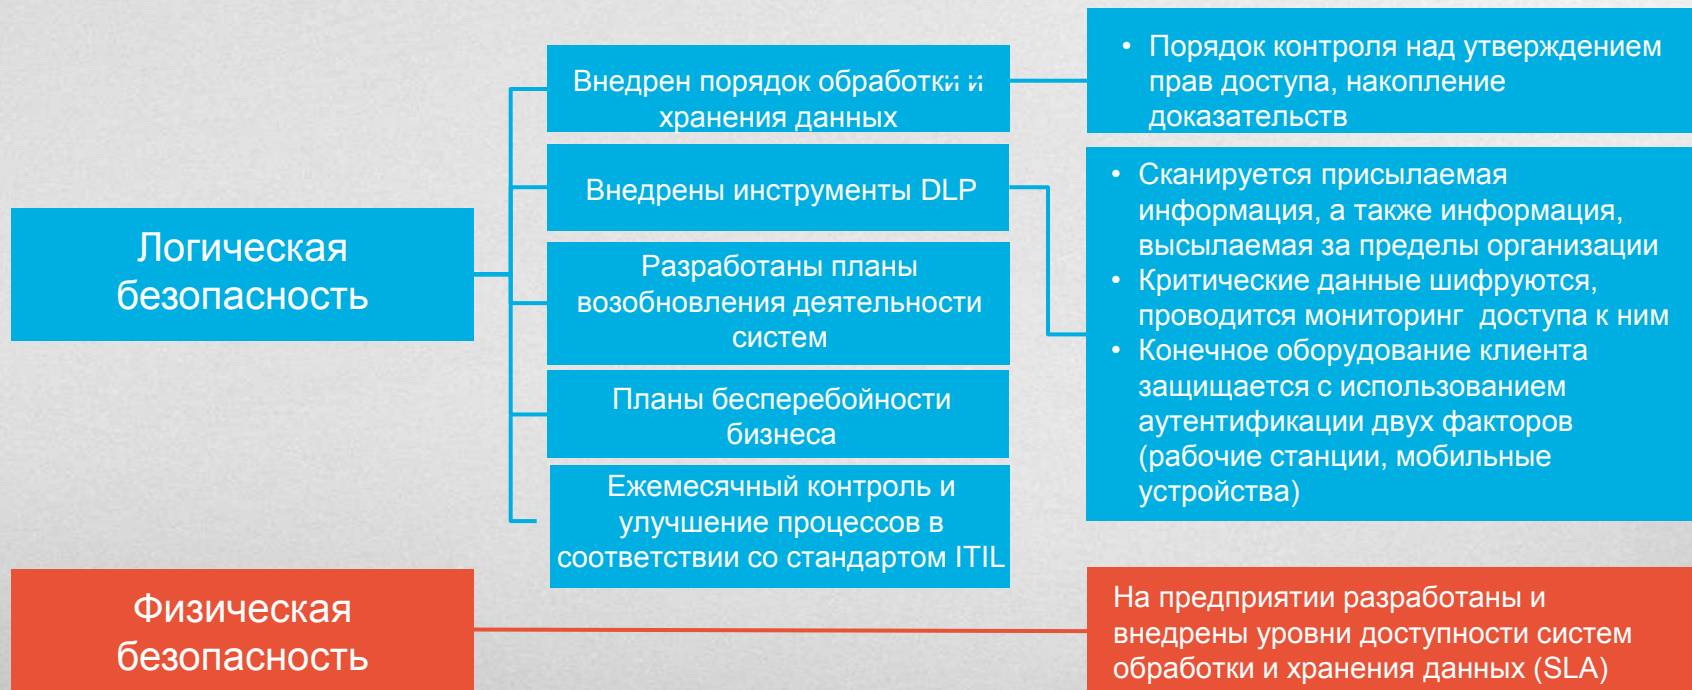 Логическая
безопасность
Внедрен порядок обработки и
хранения данных
Внедрены инструменты DLP
Разработаны планы
возобновления деятельности
систем
Планы бесперебойности
бизнеса
Ежемесячный контроль и
улучшение процессов в
соответствии со стандартом ITIL
• Порядок контроля над утверждением
прав доступа, накопление
доказательств
• Сканируется присылаемая
информация, а также информация,
высылаемая за пределы организации
• Критические данные шифруются,
проводится мониторинг доступа к ним
• Конечное оборудование клиента
защищается с использованием
аутентификации двух факторов
(рабочие станции, мобильные
устройства)
Физическая
безопасность
На предприятии разработаны и
внедрены уровни доступности систем
обработки и хранения данных (SLA)